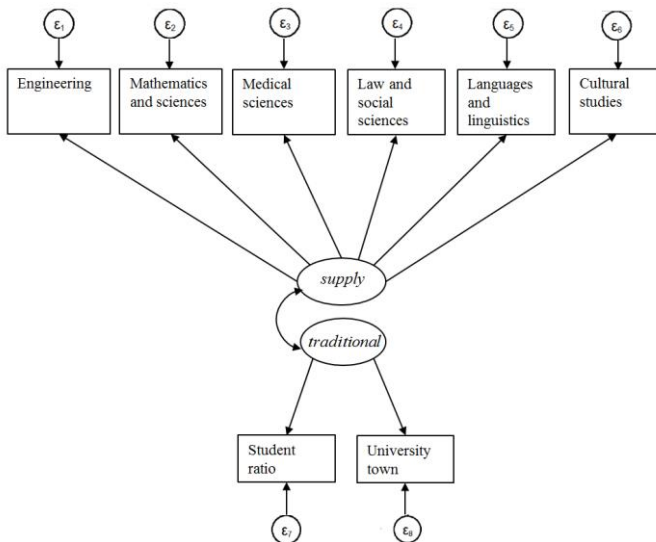 ε1 ε2 ε3 ε4 ε5 ε6
Engineering
Mathematics
and sciences
Medical
sciences
Law and
social
sciences
Languages
and
linguistics
Cultural
studies
supply
traditional
Student
ratio
University
town
ε7 ε8